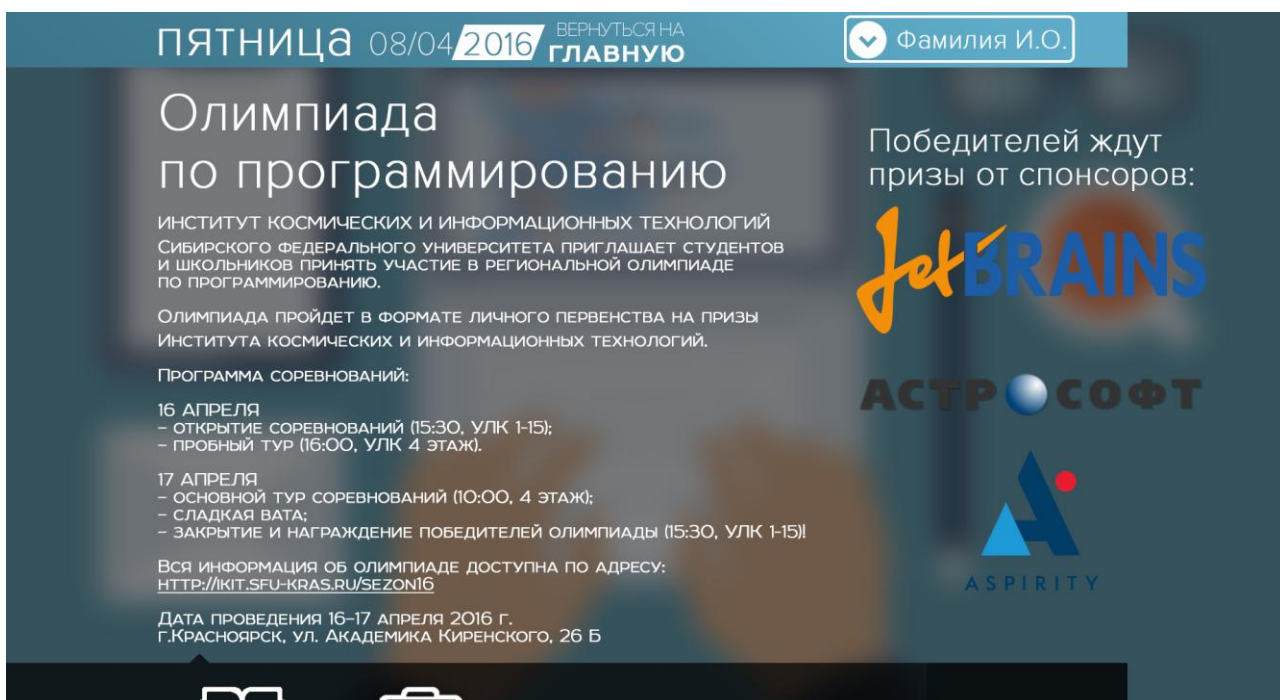 пятница 08/04/2016 ВЕРНУТЬСЯ НА
ГЛАВНУЮ
Фамилия И.О.
Олимпиада
по программированию
ИНСТИТУТ КОСМИЧЕСКИХ И ИНФОРМАЦИОННЫХ ТЕХНОЛОГИЙ
Сибирского федерального университета приглашает студентов
и школьников принять участие в региональной олимпиаде
по программированию.
Олимпиада пройдет в формате личного первенства на призы
Института космических и информационных технологий.
Программа соревнований:
16 АПРЕЛЯ
– открытие соревнований (15:30, УЛК 1-15);
– пробный тур (16:00, УЛК 4 этаж).
17 АПРЕЛЯ
– основной тур соревнований (10:00, 4 этаж);
– сладкая вата;
– закрытие и награждение победителей олимпиады (15:30, УЛК 1-15)!
Вся информация об олимпиаде доступна по адресу:
HTTP://IKIT.SFU-KRAS.RU/SEZON16
Дата проведения 16-17 апреля 2016 г.
г.Красноярск, ул. Академика Киренского, 26 Б
Победителей ждут
призы от спонсоров:
JetBRAINS
АСТРОСОФТ
ASPIRITY